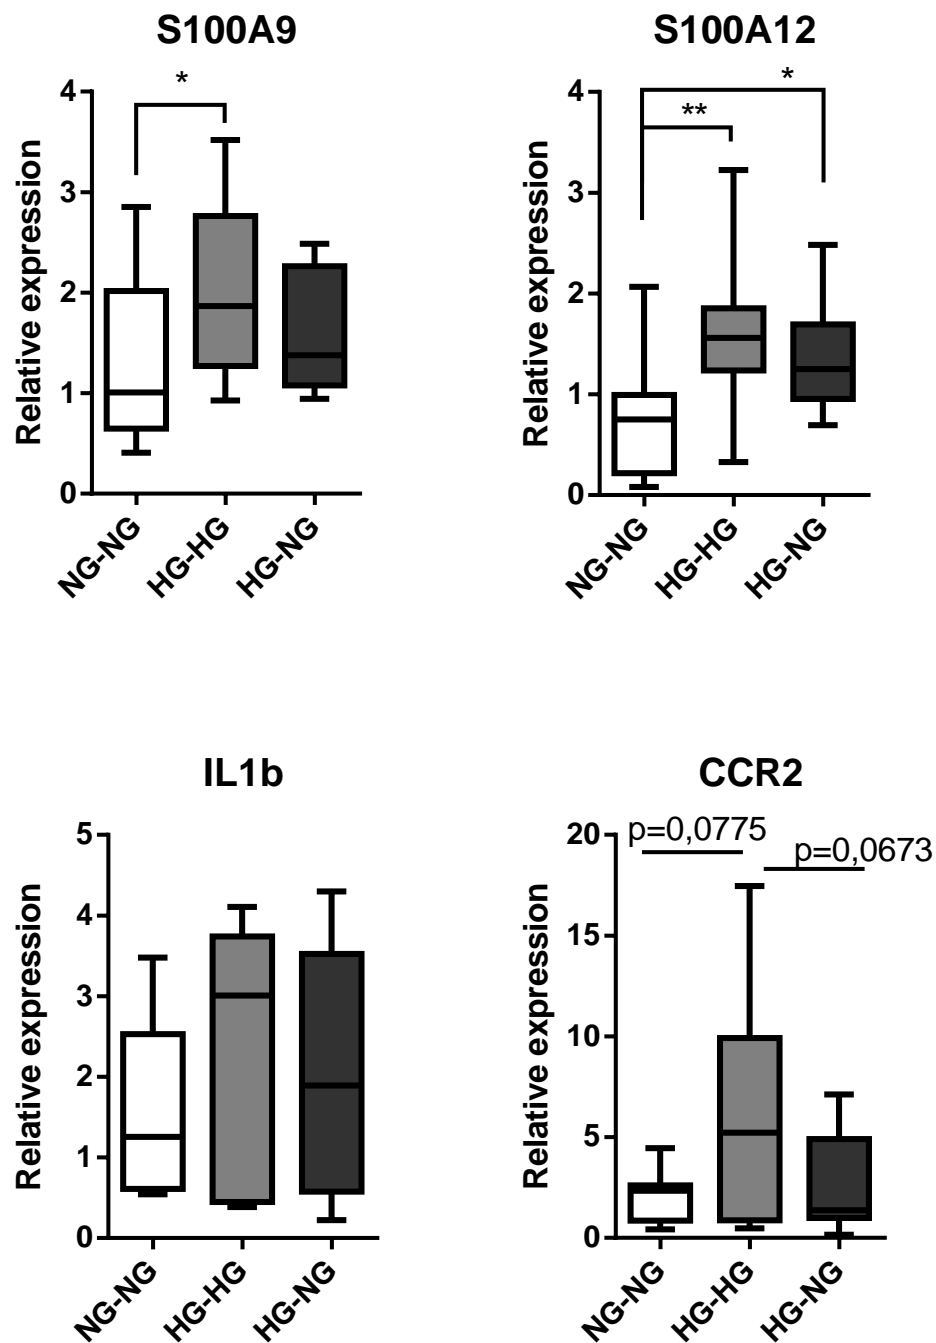 S100A9
*
Relative expression
4
3
2
1
0
NG-NG
HG-HG
HG-NG
S100A12
*
**
Relative expression
4
3
2
1
0
NG-NG
HG-HG
HG-NG
IL1b
Relative expression
5
4
3
2
1
0
NG-NG
HG-HG
HG-NG
CCR2
p=0,0775
p=0,0673
Relative expression
20
15
10
5
0
NG-NG
HG-HG
HG-NG